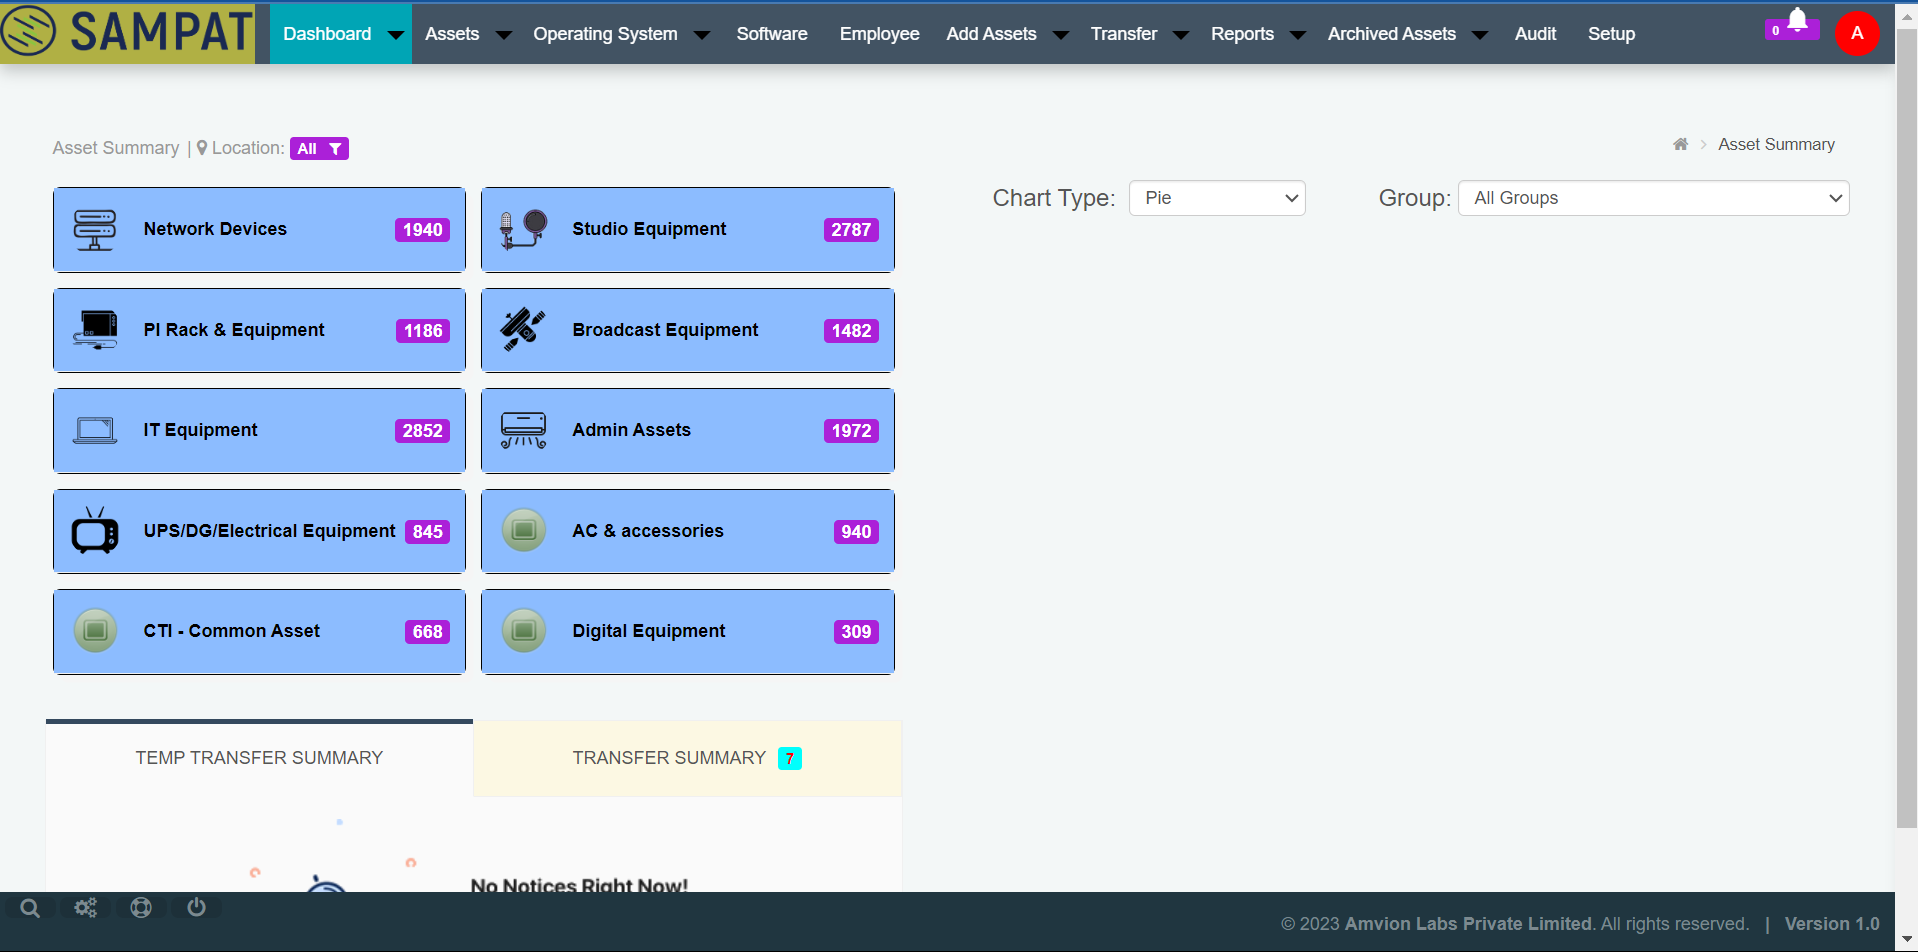 SAMPAT
Dashboard Assets Operating System Software Employee Add Assets Transfer Reports Archived Assets Audit Setup 0 A
Asset Summary | Location: All
Asset Summary
Chart Type: Pie Group: All Groups
Network Devices 1940
Studio Equipment 2787
PI Rack & Equipment 1186
Broadcast Equipment 1482
IT Equipment 2852
Admin Assets 1972
UPS/DG/Electrical Equipment 845
AC & accessories 940
CTI - Common Asset 668
Digital Equipment 309
TEMP TRANSFER SUMMARY
TRANSFER SUMMARY 7
No Notices Right Now!
© 2023 Amvion Labs Private Limited. All rights reserved. | Version 1.0